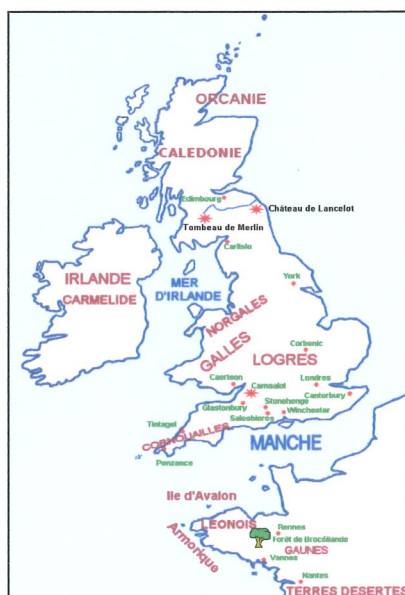 ORCANIE
CALEDONIE
Edimbourg
Château de Lancelot
Tombeau de Merlin
Carlisle
IRLANDE
CARMELIDE
MER
D'IRLANDE
York
NORGALES
GALLES
LOGRES
Corbenic
Caerleon
Camaalot
Londres
Canterbury
Glastonbury
Stonehenge
Salesbieres
Winchester
Tintagel
CORNOUAILLES
Penzance
MANCHE
Ile d'Avalon
LEONOIS
Armorique
Rennes
Forêt de Brocéliande
GAUNES
Vannes
Nantes
TERRES DESERTES